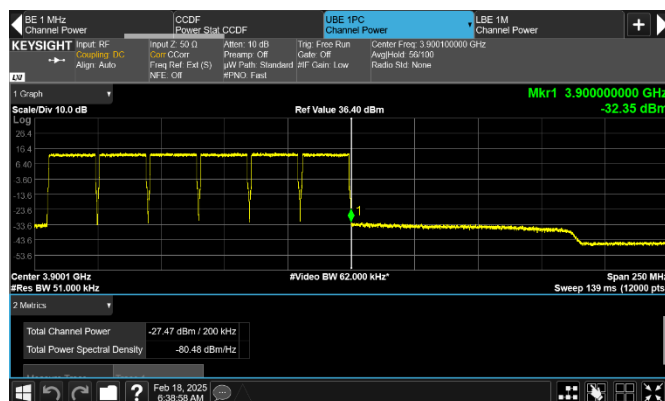 BE 1 MHz
Channel Power
CCDF
Power Stat CCDF
UBE 1PC
Channel Power
LBE 1M
Channel Power
KEYSIGHT
Input: RF
Coupling: DC
Align: Auto
Input Z: 50 Ω
Corr CCorr
Freq Ref: Ext (S)
NFE: Off
Atten: 10 dB
Preamp: Off
µW Path: Standard
#PNO: Fast
Trig: Free Run
Gate: Off
#IF Gain: Low
Center Freq: 3.900100000 GHz
Avg|Hold: 56/100
Radio Std: None
LXI
1 Graph
Mkr1 3.900000000 GHz
-32.35 dBm
Scale/Div 10.0 dB
Ref Value 36.40 dBm
Log
26.4
16.4
6.40
-3.60
-13.6
-23.6
-33.6
-43.6
-53.6
1
Center 3.9001 GHz
#Video BW 62.000 kHz*
Span 250 MHz
#Res BW 51.000 kHz
Sweep 139 ms (12000 pts)
2 Metrics
Total Channel Power -27.47 dBm / 200 kHz
Total Power Spectral Density -80.48 dBm/Hz
?
Feb 18, 2025
6:38:58 AM